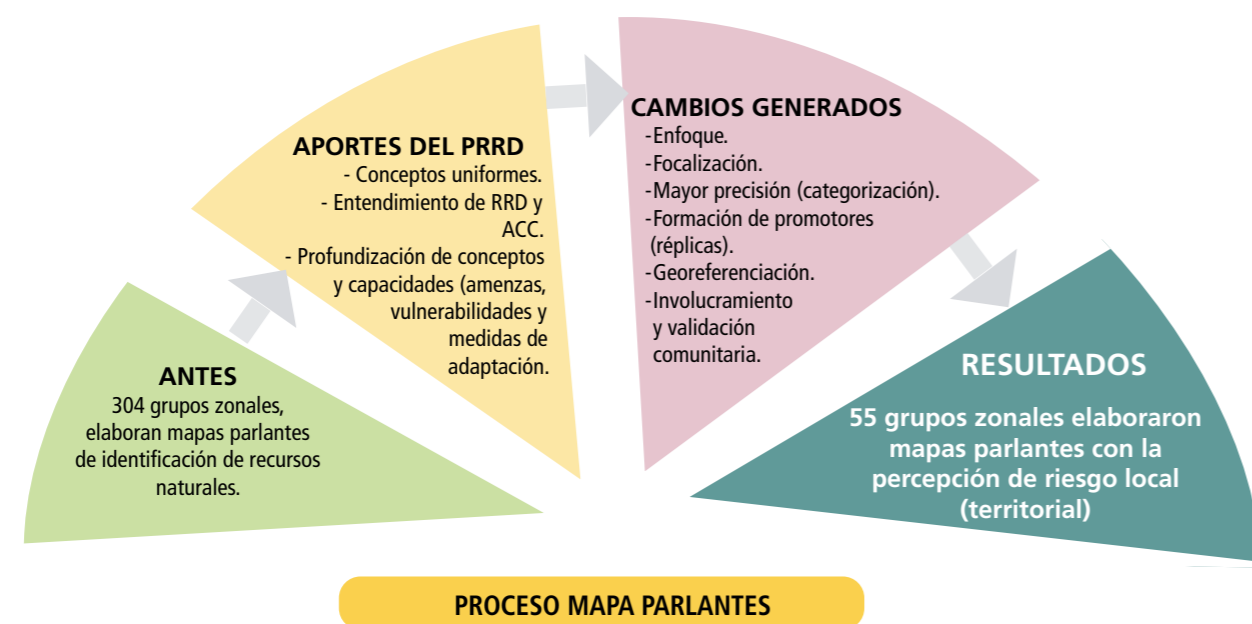 ANTES
304 grupos zonales,
elaboran mapas parlantes
de identificación de recursos
naturales.
APORTES DEL PRRD
- Conceptos uniformes.
- Entendimiento de RRD y
ACC.
- Profundización de conceptos
y capacidades (amenzas,
vulnerabilidades y
medidas de
adaptación.
CAMBIOS GENERADOS
-Enfoque.
-Focalización.
-Mayor precisión (categorización).
-Formación de promotores
(réplicas).
-Georeferenciación.
-Involucramiento
y validación
comunitaria.
RESULTADOS
55 grupos zonales elaboraron
mapas parlantes con la
percepción de riesgo local
(territorial)
PROCESO MAPA PARLANTES